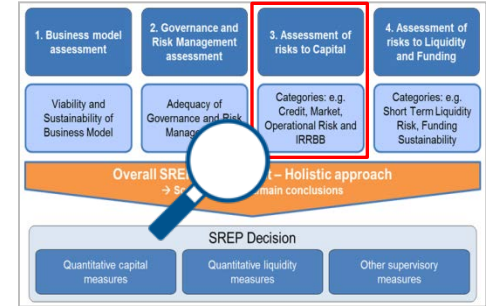 1. Business model
assessment
2. Governance and
Risk Management
assessment
3. Assessment of
risks to Capital
4. Assessment of
risks to Liquidity
and Funding
Viability and
Sustainability of
Business Model
Adequacy of
Governance and Risk
Categories: e.g.
Credit, Market,
Operational Risk and
IRRBB
Categories: e.g.
Short Term Liquidity
Risk, Funding
Sustainability
Overall – Holistic approach
→ conclusions
SREP Decision
Quantitative capital
measures
Quantitative liquidity
measures
Other supervisory
measures